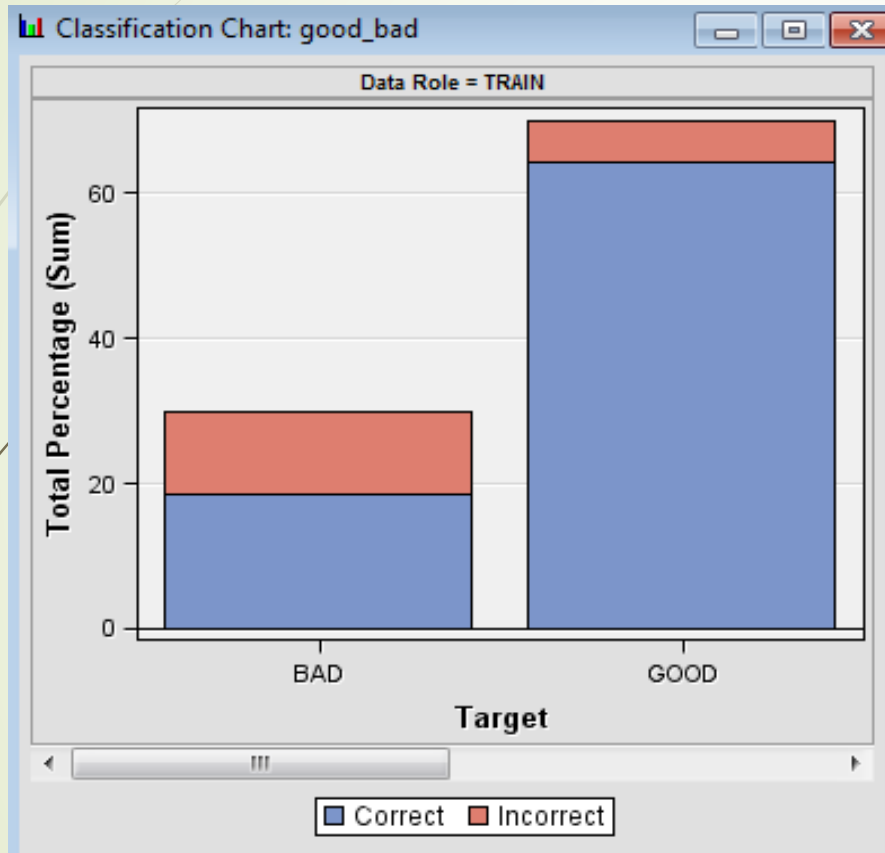 Classification Chart: good_bad
Data Role = TRAIN
Total Percentage (Sum)
60
40
20
0
BAD GOOD
Target
Correct Incorrect